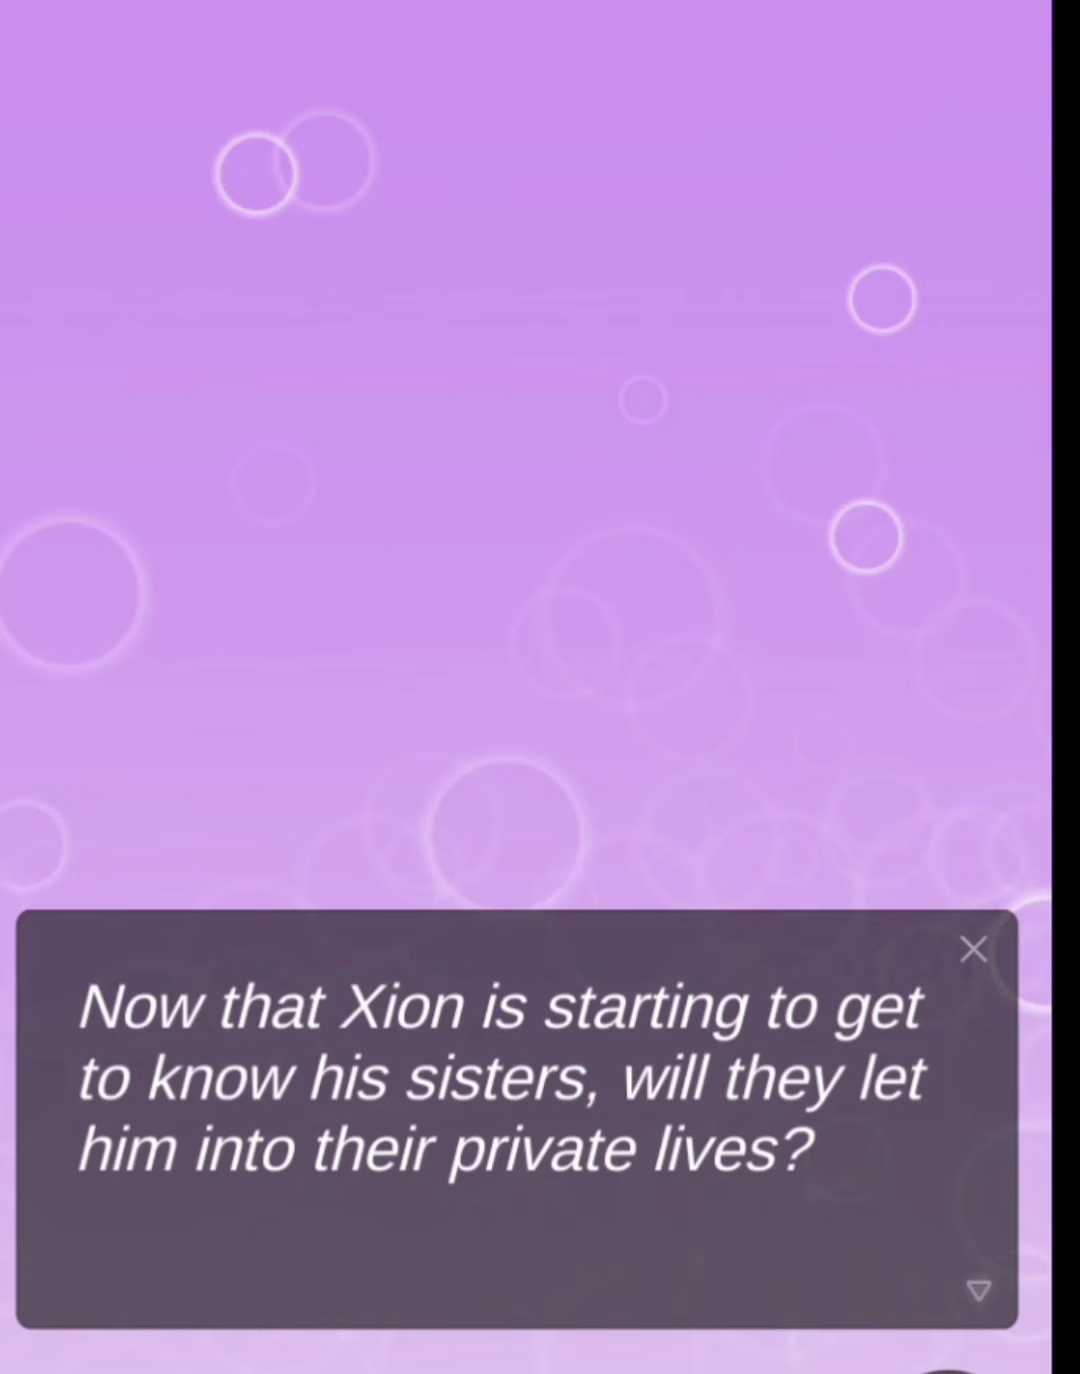 Now that Xion is starting to get
to know his sisters, will they let
him into their private lives?